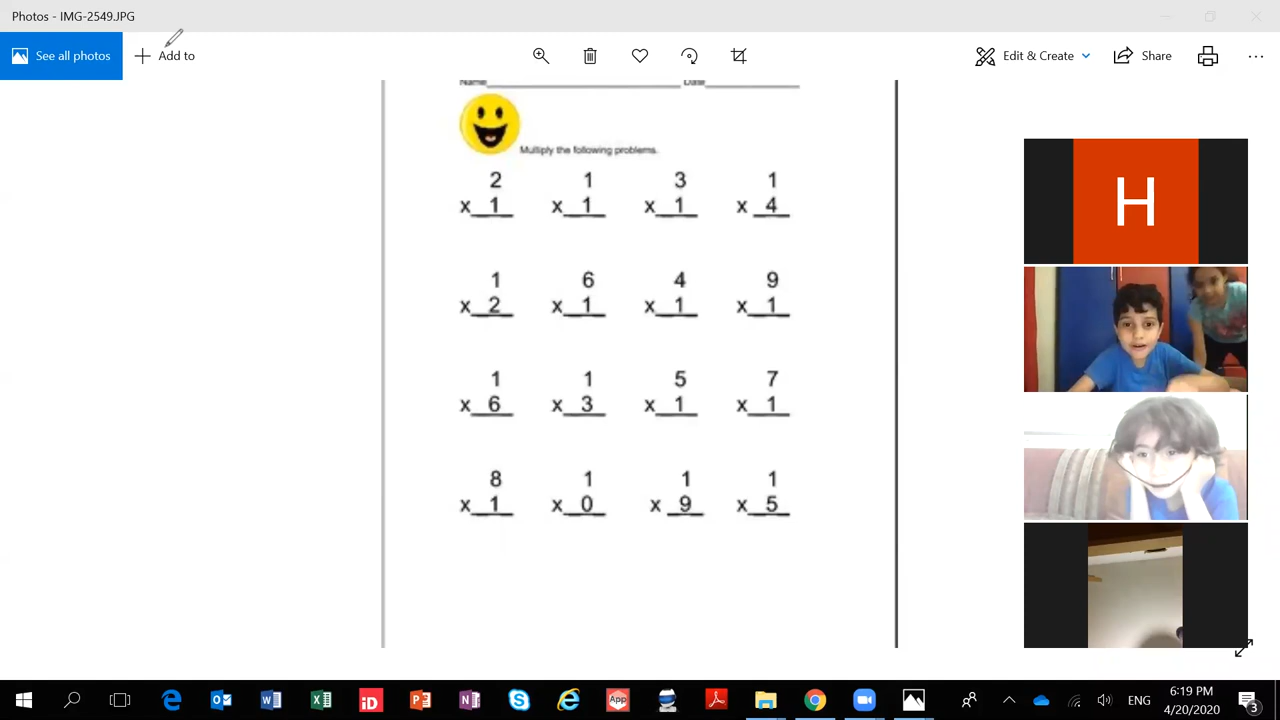 Photos - IMG-2549.JPG
See all photos
Add to
Edit & Create
Share
Name Date
Multiply the following problems.
2 1 3 1
x 1 x 1 x 1 x 4
1 6 4 9
x 2 x 1 x 1 x 1
1 1 5 7
x 6 x 3 x 1 x 1
8 1 1 1
x 1 x 0 x 9 x 5
H
iD
App
ENG
6:19 PM
4/20/2020
3